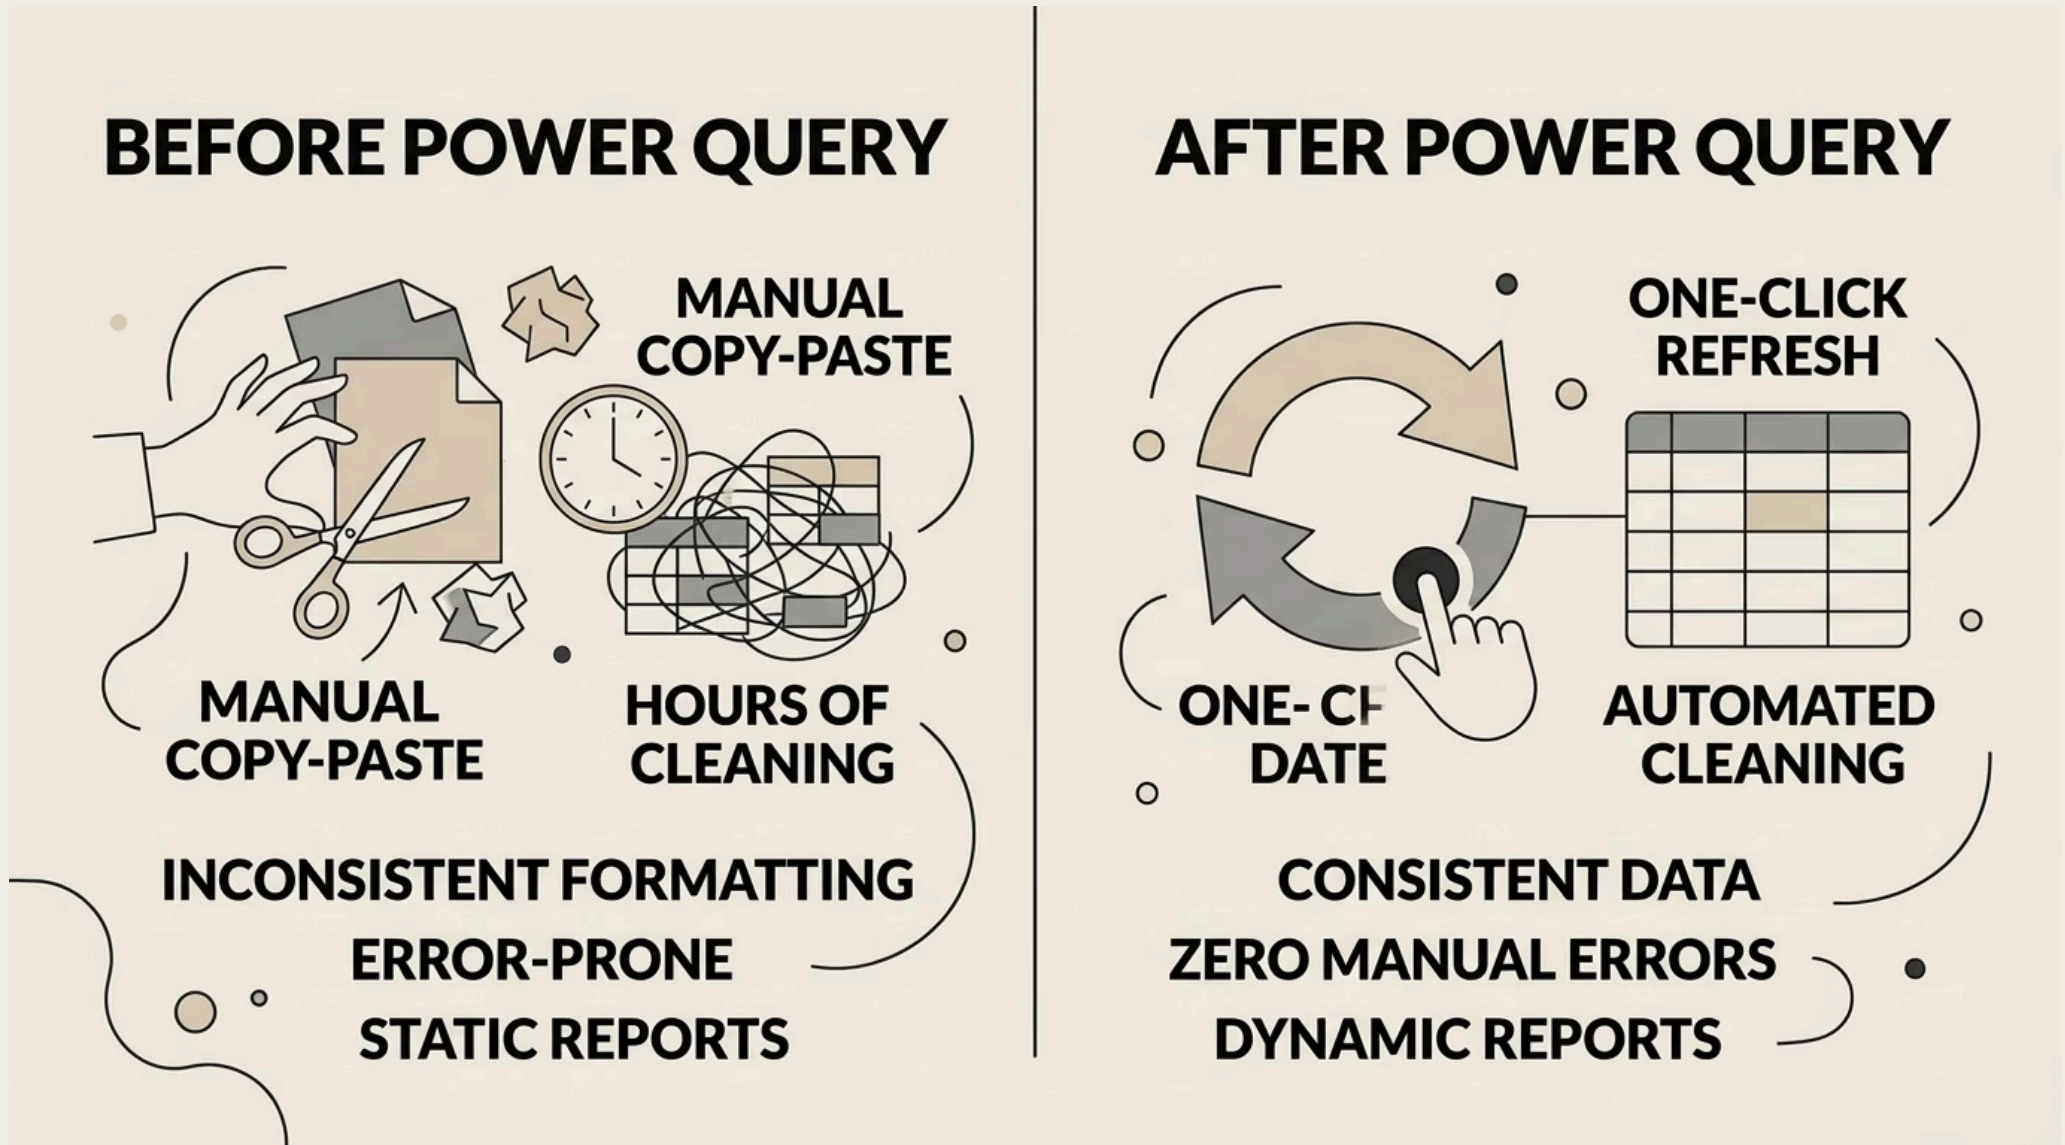 BEFORE POWER QUERY
MANUAL
COPY-PASTE
MANUAL
COPY-PASTE
HOURS OF
CLEANING
INCONSISTENT FORMATTING
ERROR-PRONE
STATIC REPORTS
AFTER POWER QUERY
ONE-CLICK
REFRESH
ONE-
DATE
AUTOMATED
CLEANING
CONSISTENT DATA
ZERO MANUAL ERRORS
DYNAMIC REPORTS